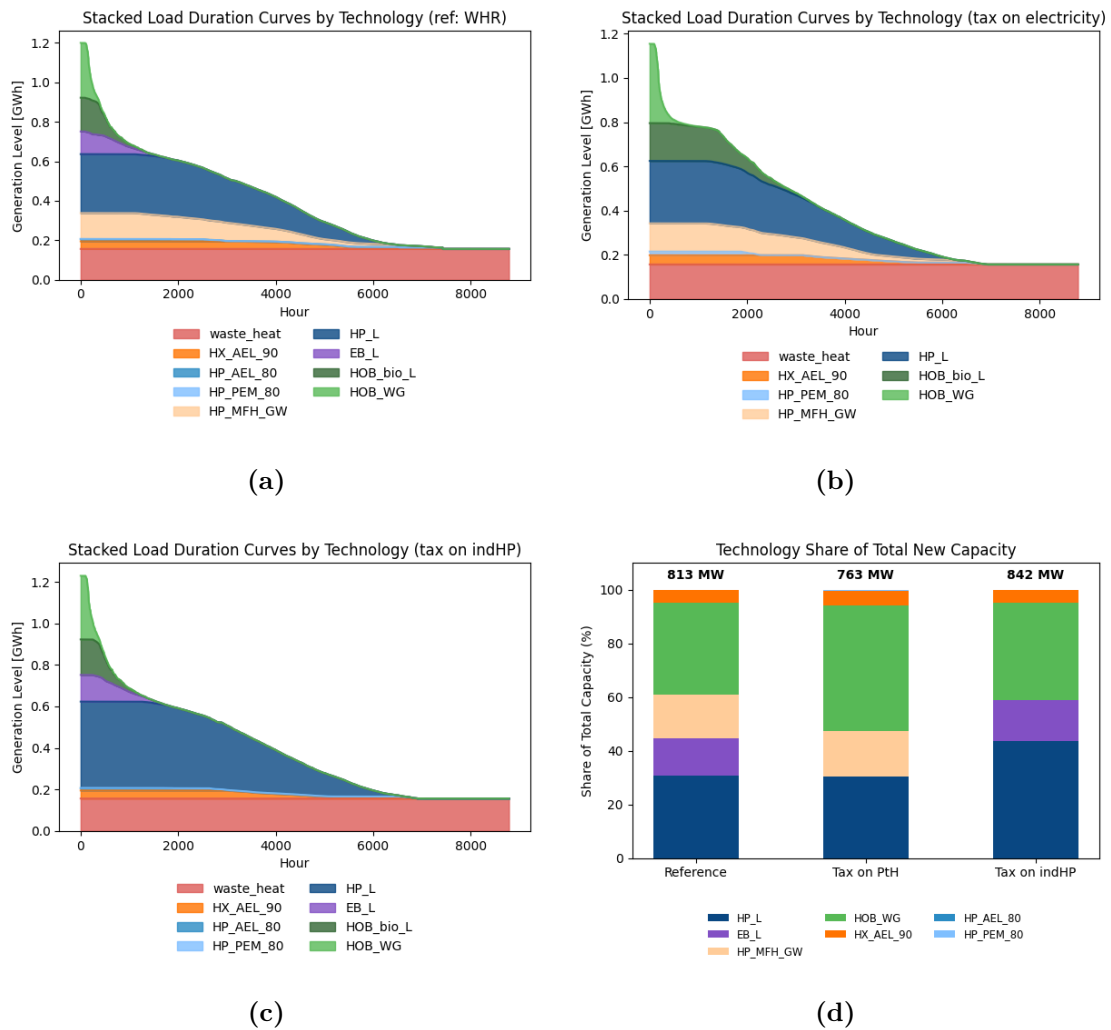 Stacked Load Duration Curves by Technology (ref: WHR)
Generation Level [GWh]
1.2
1.0
0.8
0.6
0.4
0.2
0.0
0 2000 4000 6000 8000
Hour
waste_heat HP_L
HX_AEL_90 EB_L
HP_AEL_80 HOB_bio_L
HP_PEM_80 HOB_WG
HP_MFH_GW
(a)
Stacked Load Duration Curves by Technology (tax on electricity)
Generation Level [GWh]
1.2
1.0
0.8
0.6
0.4
0.2
0.0
0 2000 4000 6000 8000
Hour
waste_heat HP_L
HX_AEL_90 HOB_bio_L
HP_PEM_80 HOB_WG
HP_MFH_GW
(b)
Stacked Load Duration Curves by Technology (tax on indHP)
Generation Level [GWh]
1.2
1.0
0.8
0.6
0.4
0.2
0.0
0 2000 4000 6000 8000
Hour
waste_heat HP_L
HX_AEL_90 EB_L
HP_AEL_80 HOB_bio_L
HP_PEM_80 HOB_WG
(c)
Technology Share of Total New Capacity
813 MW 763 MW 842 MW
Share of Total Capacity (%)
100
80
60
40
20
0
Reference Tax on PtH Tax on indHP
HP_L HOB_WG HP_AEL_80
EB_L HX_AEL_90 HP_PEM_80
HP_MFH_GW
(d)